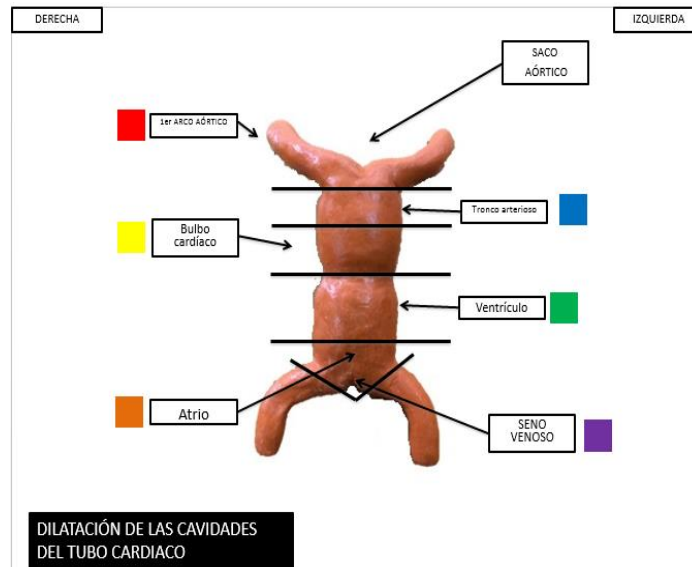 DERECHA
IZQUIERDA
SACO
AÓRTICO
1er ARCO AÓRTICO
Tronco arterioso
Bulbo
cardíaco
Ventrículo
Atrio
SENO
VENOSO
DILATACIÓN DE LAS CAVIDADES
DEL TUBO CARDIACO